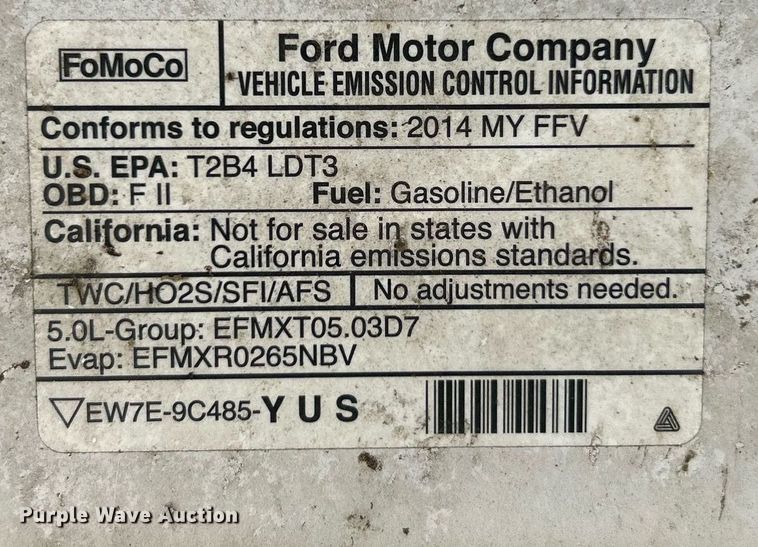 FoMoCo
Ford Motor Company
VEHICLE EMISSION CONTROL INFORMATION
Conforms to regulations: 2014 MY FFV
U.S. EPA: T2B4 LDT3
OBD: F II Fuel: Gasoline/Ethanol
California: Not for sale in states with
California emissions standards.
TWC/HO2S/SFI/AFS No adjustments needed.
5.0L-Group: EFMXT05.03D7
Evap: EFMXR0265NBV
EW7E-9C485-Y U S
Purple Wave Auction